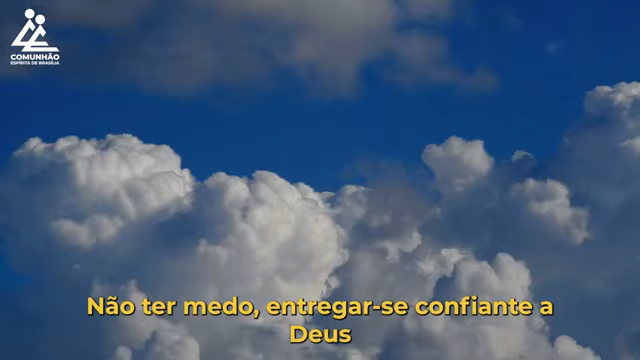 COMUNHÃO
ESPÍRITA DE BRASÍLIA
Não ter medo, entregar-se confiante a
Deus